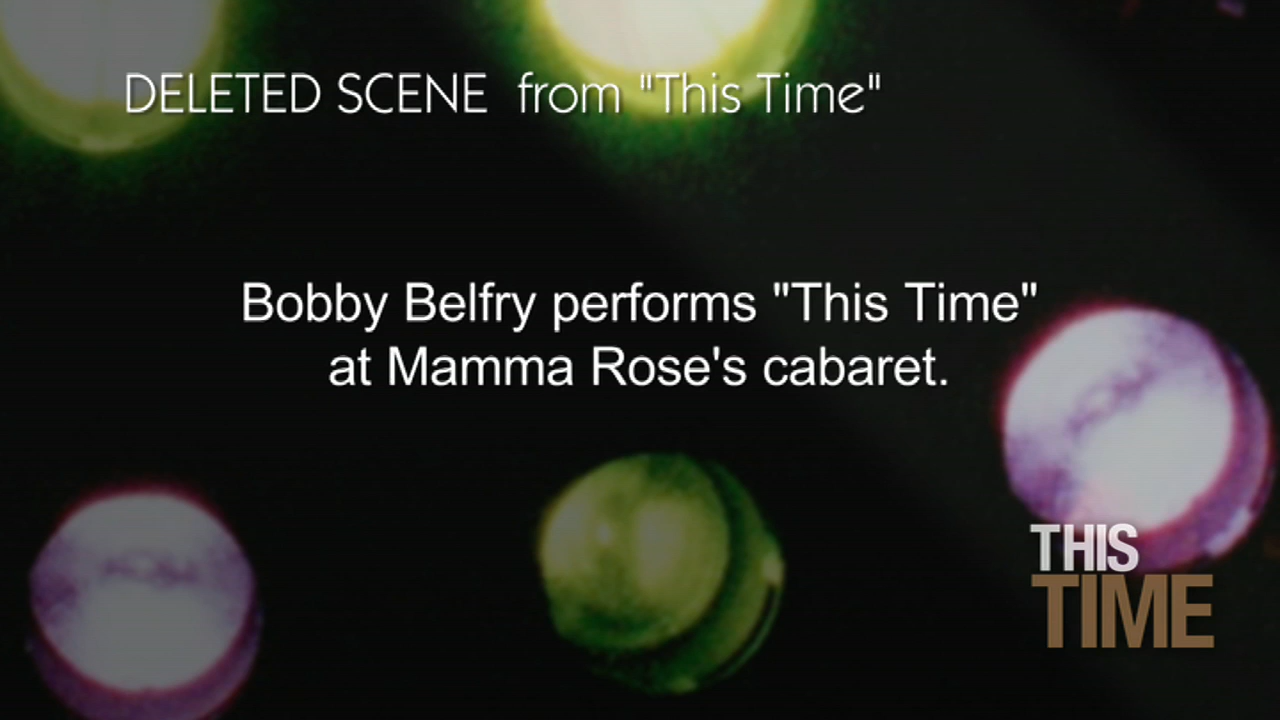 DELETED SCENE from "This Time"
Bobby Belfry performs "This Time"
at Mamma Rose's cabaret.
THIS
TIME